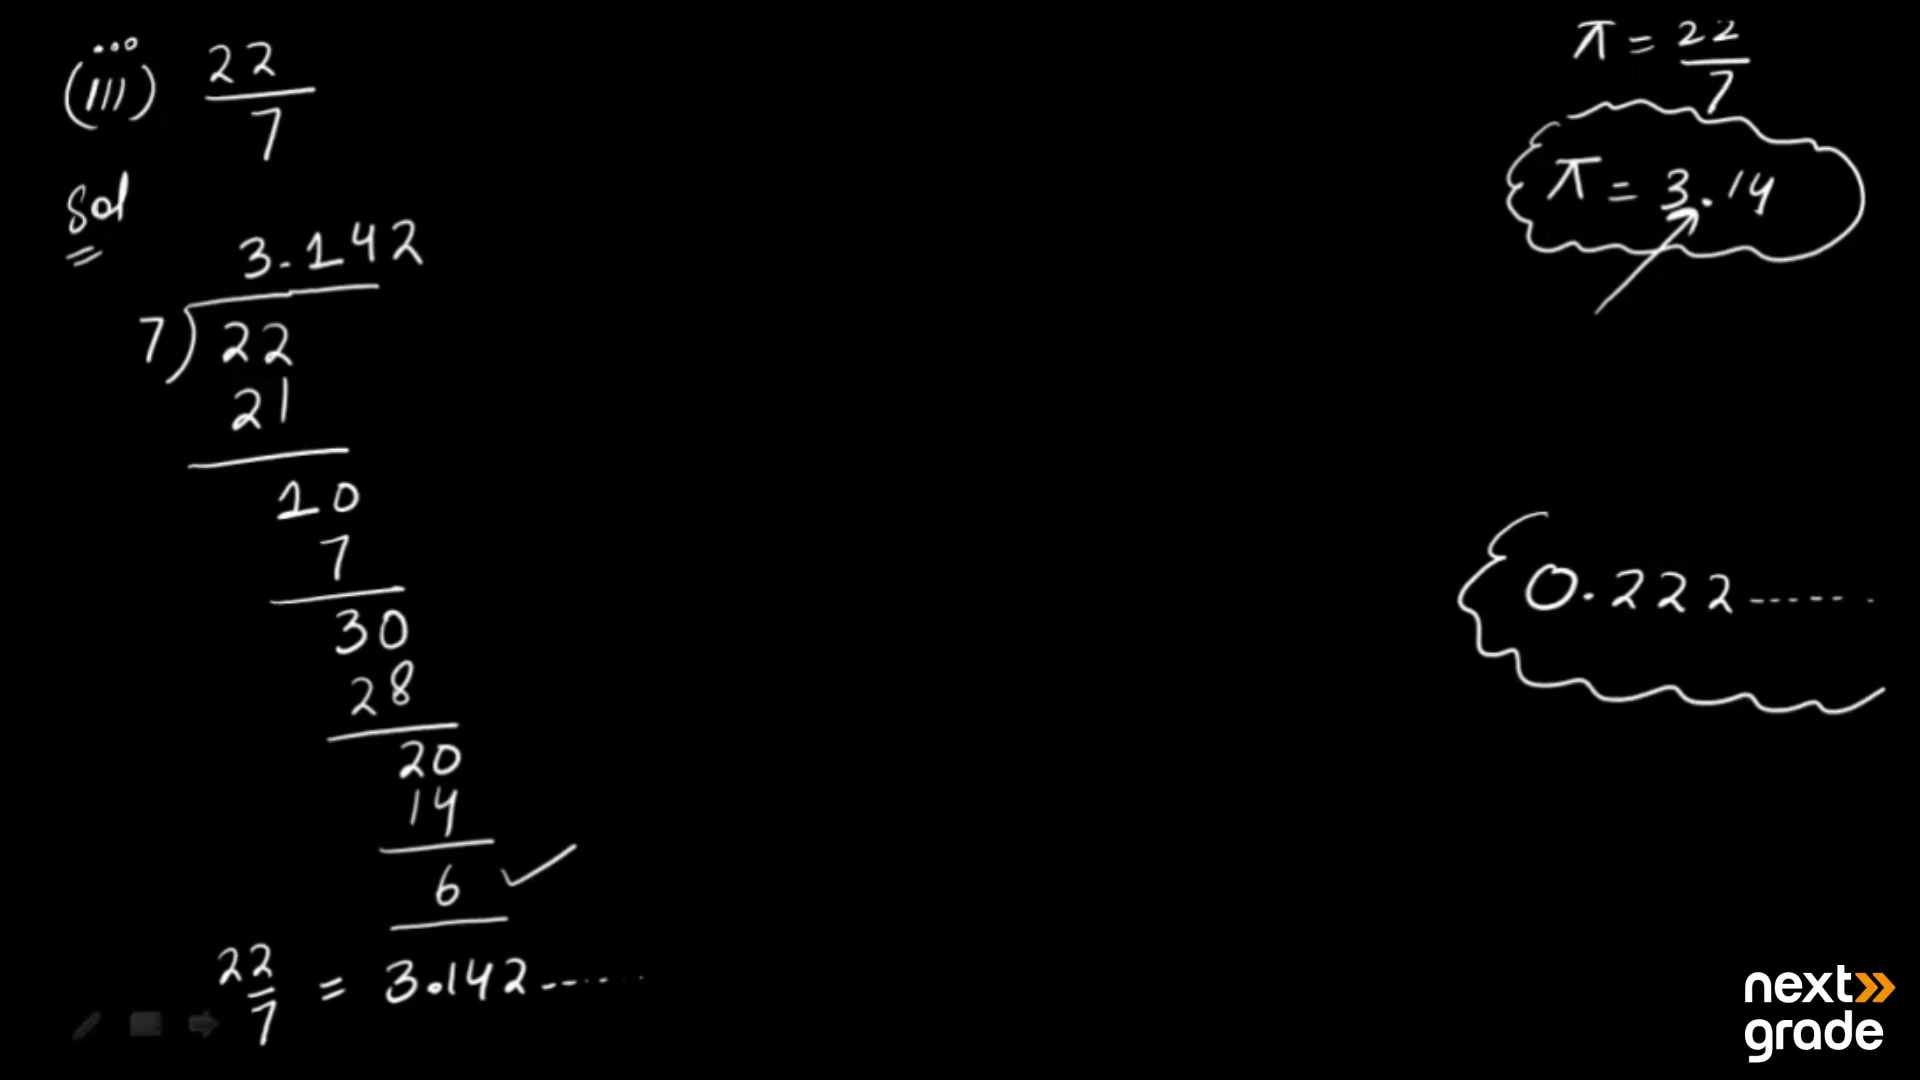 (iii) 22/7
Sol
3.142
7) 22
21
10
7
30
28
20
14
6 ✓
22/7 = 3.142......
π = 22/7
π = 3.14
0.222......
next
grade